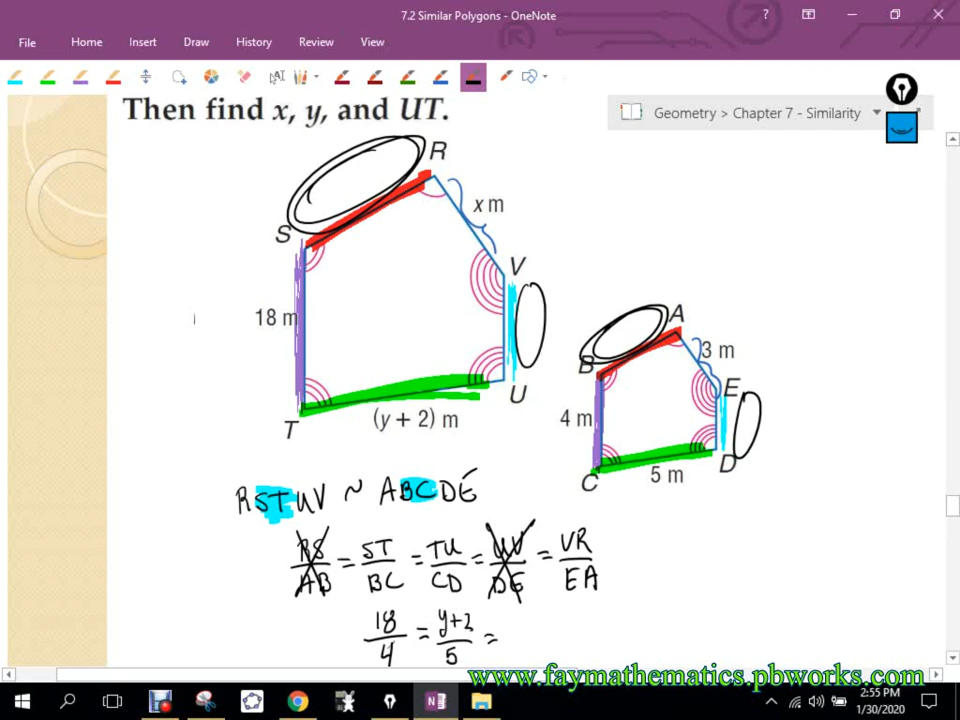 7.2 Similar Polygons - OneNote
?
File Home Insert Draw History Review View
Then find x, y, and UT.
Geometry > Chapter 7 - Similarity
R
x m
S
V
18 m
A
3 m
B
E
U
4 m
(y + 2) m
T
D
5 m
C
RSTUV ~ ABCDE
RS/AB = ST/BC = TU/CD = UV/DE = VR/EA
18/4 = y+2/5 =
www.faymathematics.pbworks.com
2:55 PM
1/30/2020